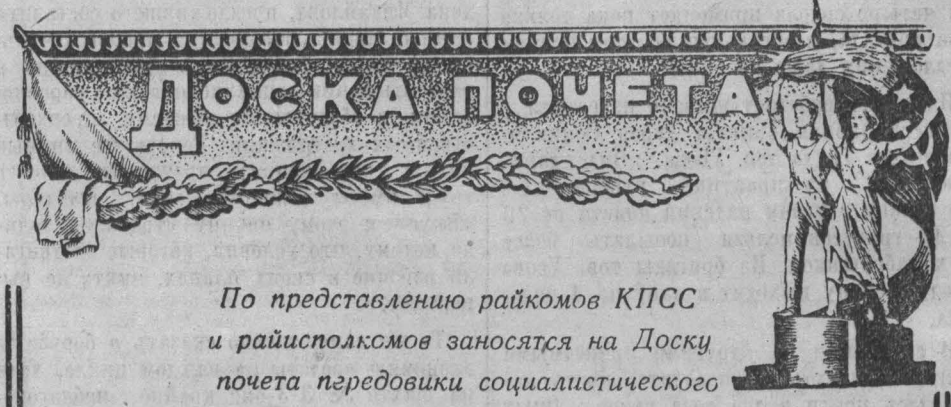 ДОСКА ПОЧЕТА
По представлению райкомов КПСС
и райисполкомов заносятся на Доску
почета передовики социалистического